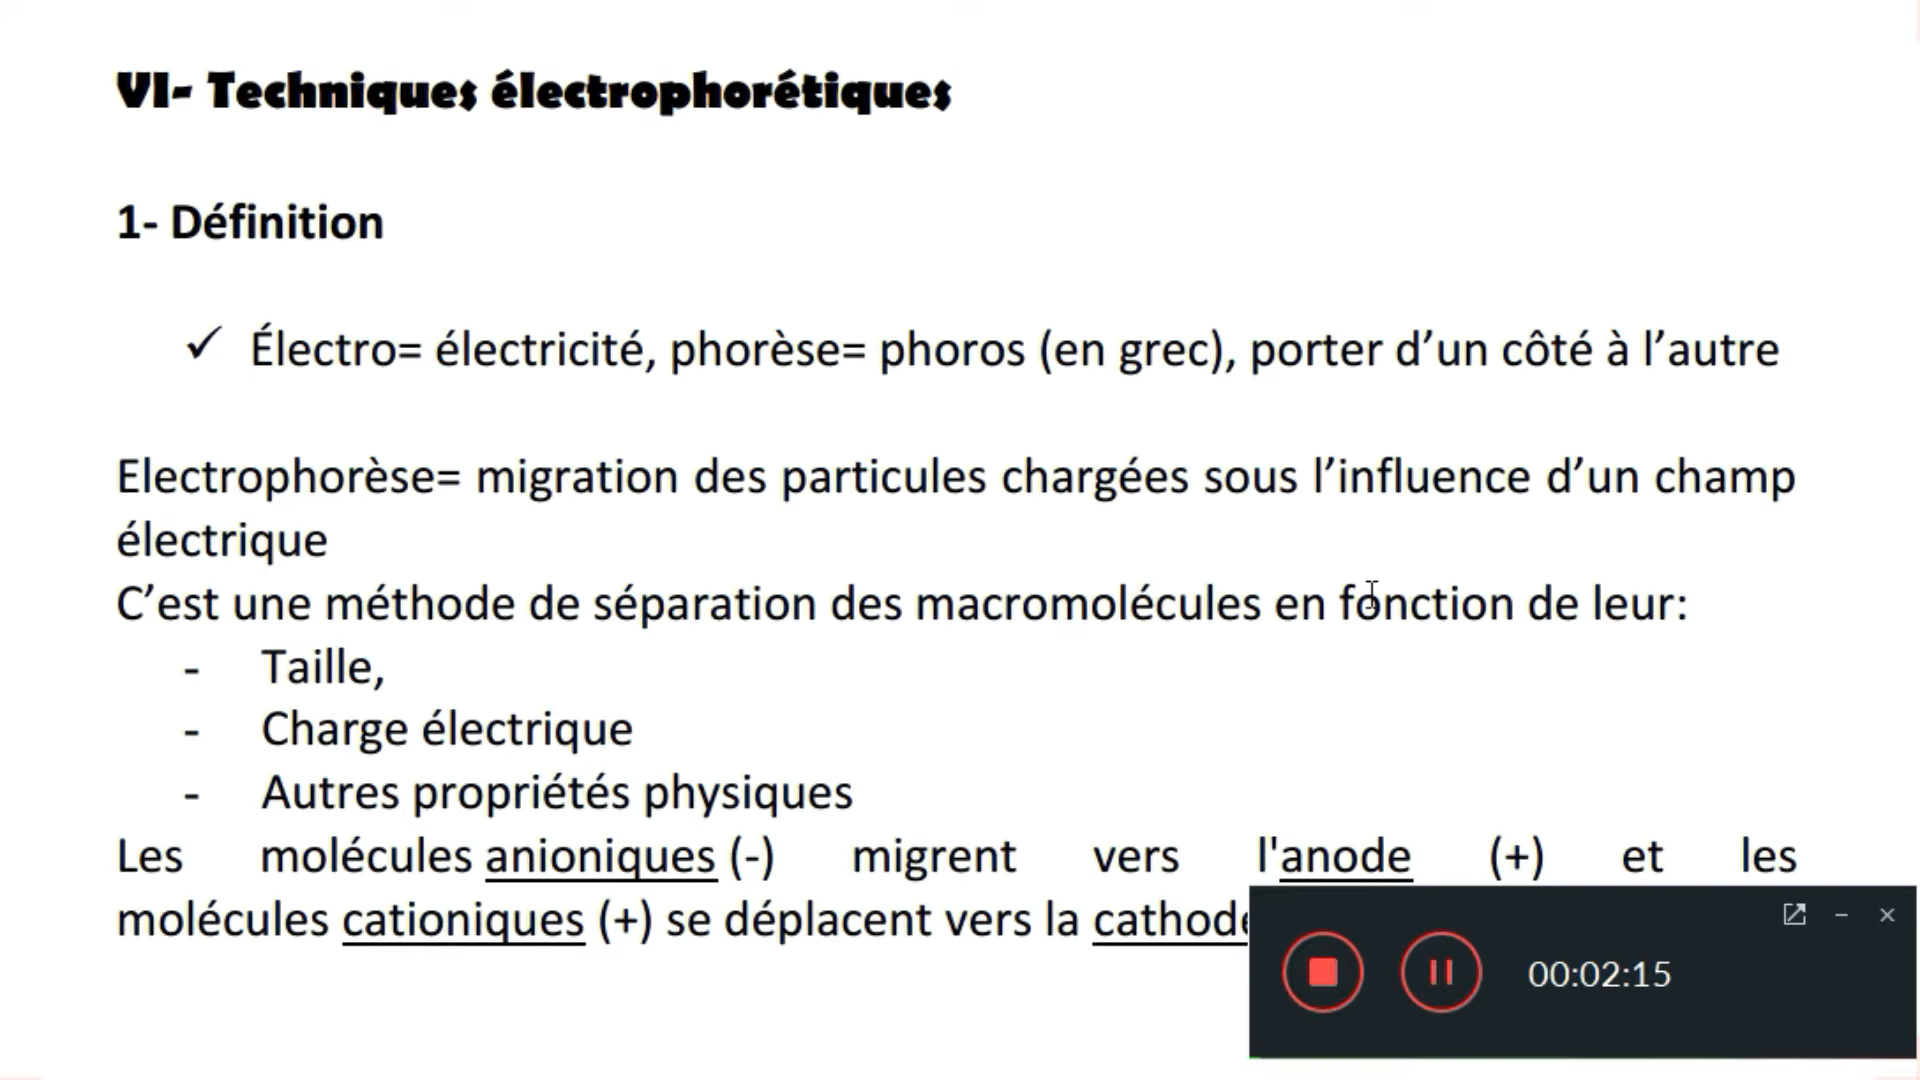 VI- Techniques électrophorétiques
1- Définition
✓ Électro= électricité, phorèse= phoros (en grec), porter d’un côté à l’autre
Electrophorèse= migration des particules chargées sous l’influence d’un champ
électrique
C’est une méthode de séparation des macromolécules en fonction de leur:
- Taille,
- Charge électrique
- Autres propriétés physiques
Les molécules anioniques (-) migrent vers l'anode (+) et les
molécules cationiques (+) se déplacent vers la cathode
00:02:15